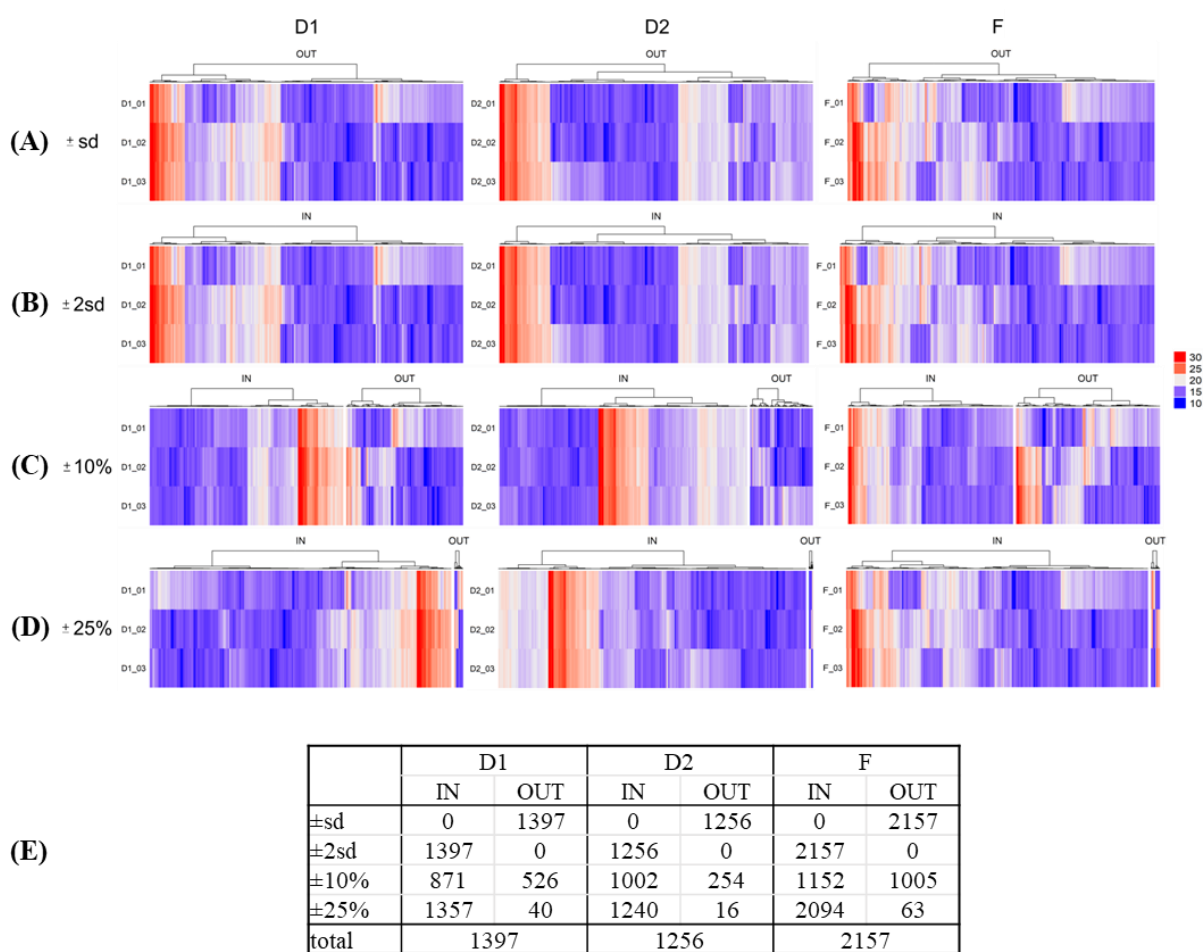 D1 D2 F
OUT OUT OUT
(A) ± sd
D1_01 D2_01 F_01
D1_02 D2_02 F_02
D1_03 D2_03 F_03
IN IN IN
(B) ± 2sd
D1_01 D2_01 F_01
D1_02 D2_02 F_02
D1_03 D2_03 F_03
30
25
20
15
10
IN OUT IN OUT IN OUT
(C) ± 10%
D1_01 D2_01 F_01
D1_02 D2_02 F_02
D1_03 D2_03 F_03
IN OUT IN OUT IN OUT
(D) ± 25%
D1_01 D2_01 F_01
D1_02 D2_02 F_02
D1_03 D2_03 F_03
(E)
D1 D2 F
IN OUT IN OUT IN OUT
±sd 0 1397 0 1256 0 2157
±2sd 1397 0 1256 0 2157 0
±10% 871 526 1002 254 1152 1005
±25% 1357 40 1240 16 2094 63
total 1397 1256 2157